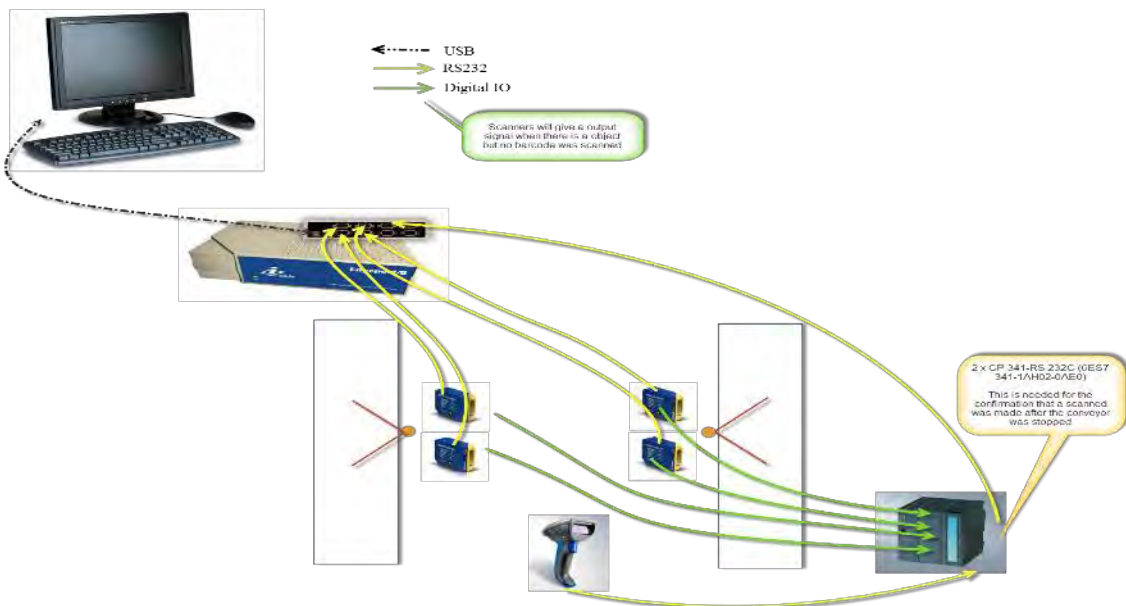 USB
RS232
Digital IO
Scanners will give a output
signal when there is a object
but no barcode was scanned
2 x CP 341-RS 232C (6ES7
341-1AH02-0AE0)
This is needed for the
confirmation that a scanned
was made after the conveyor
was stopped